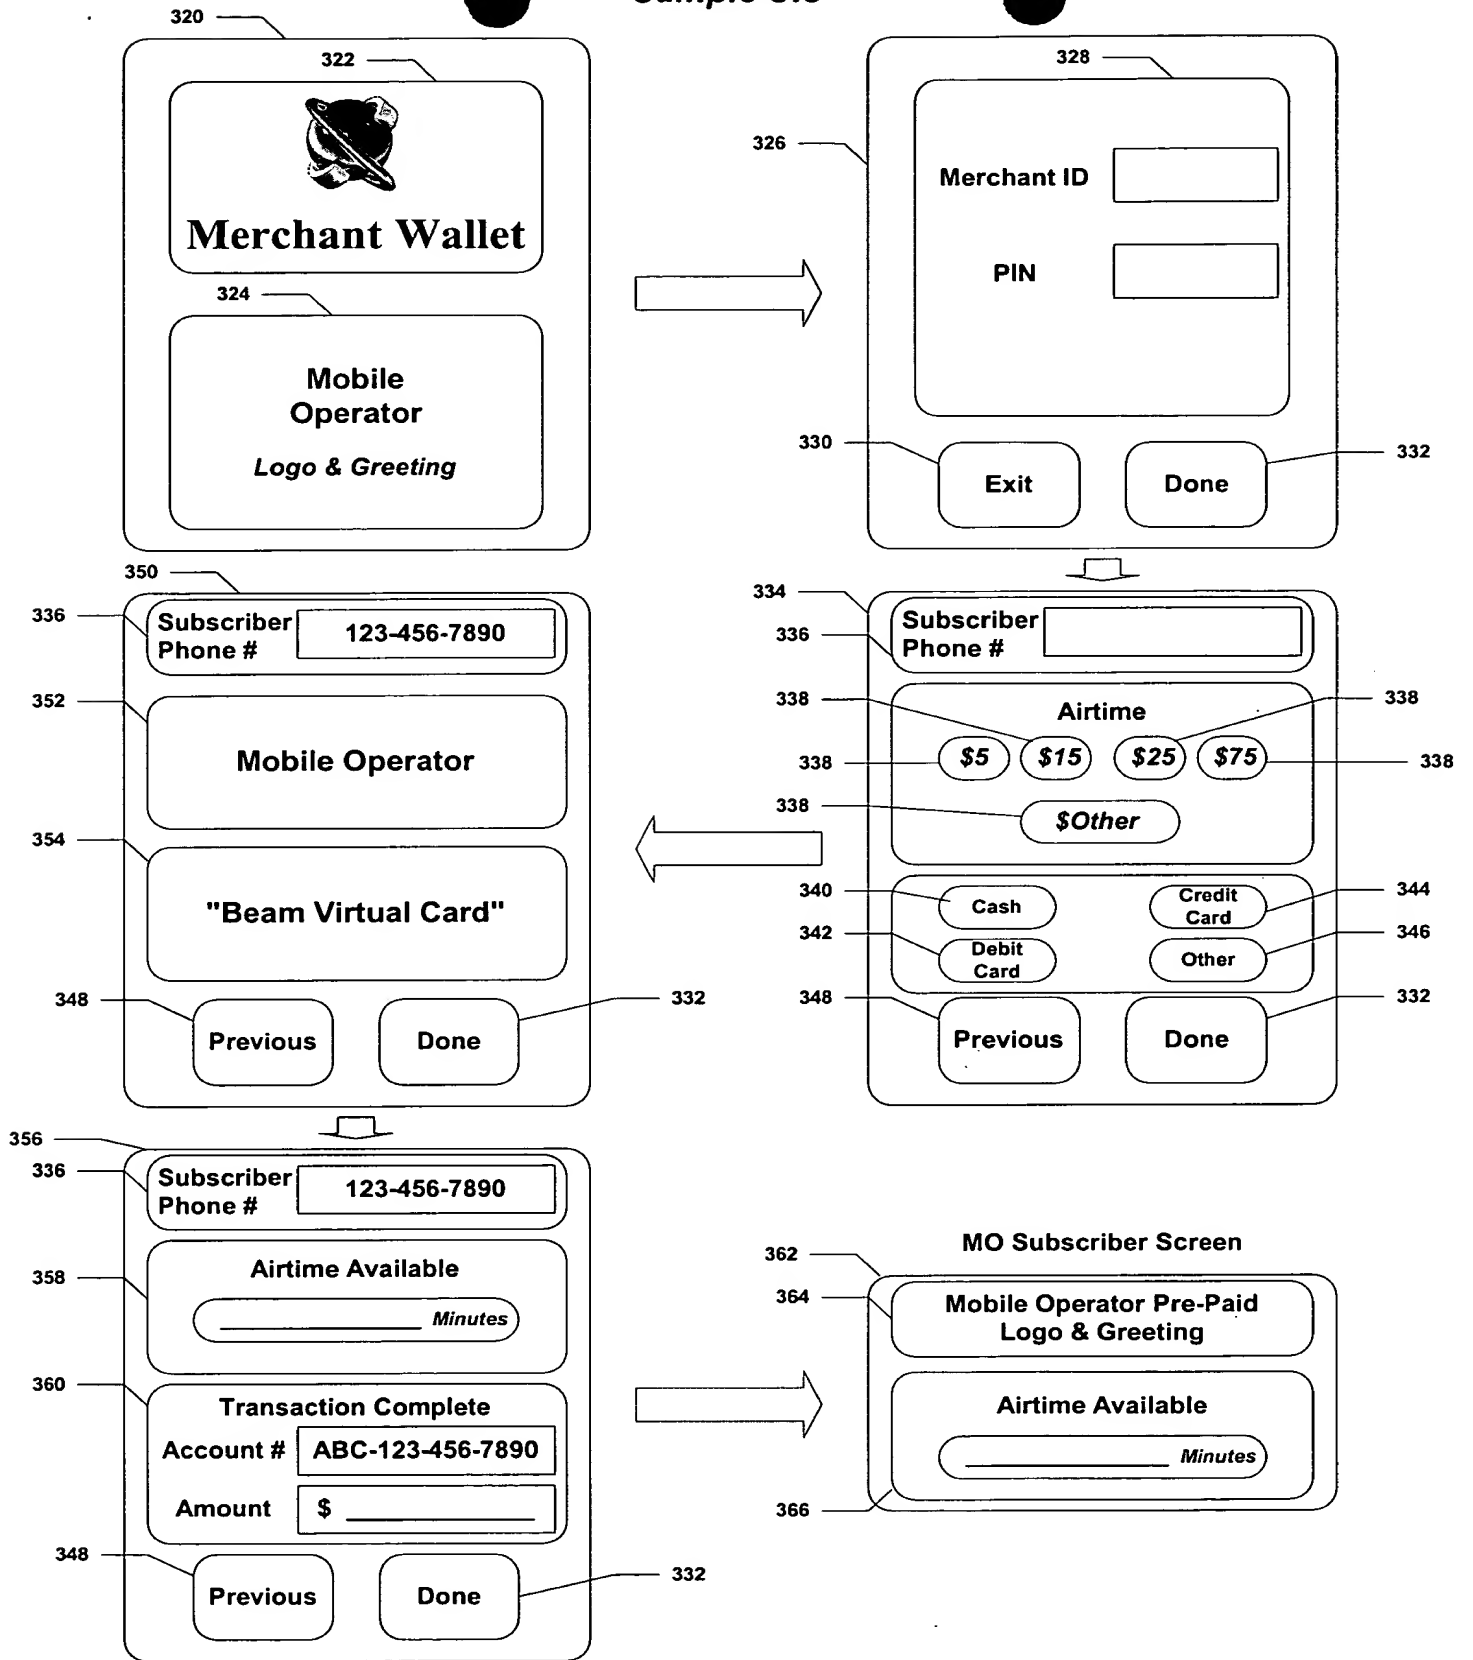 320
322
Merchant Wallet
324
Mobile
Operator
Logo & Greeting
328
326
Merchant ID
PIN
330
332
Exit
Done
350
336
Subscriber
Phone #
123-456-7890
352
Mobile Operator
354
"Beam Virtual Card"
348
332
Previous
Done
334
336
Subscriber
Phone #
338
338
Airtime
338
$5
$15
$25
$75
338
338
$Other
340
Cash
Credit
Card
344
342
Debit
Card
Other
346
348
332
Previous
Done
356
336
Subscriber
Phone #
123-456-7890
358
Airtime Available
Minutes
360
Transaction Complete
Account #
ABC-123-456-7890
Amount
$
348
332
Previous
Done
MO Subscriber Screen
362
364
Mobile Operator Pre-Paid
Logo & Greeting
Airtime Available
Minutes
366